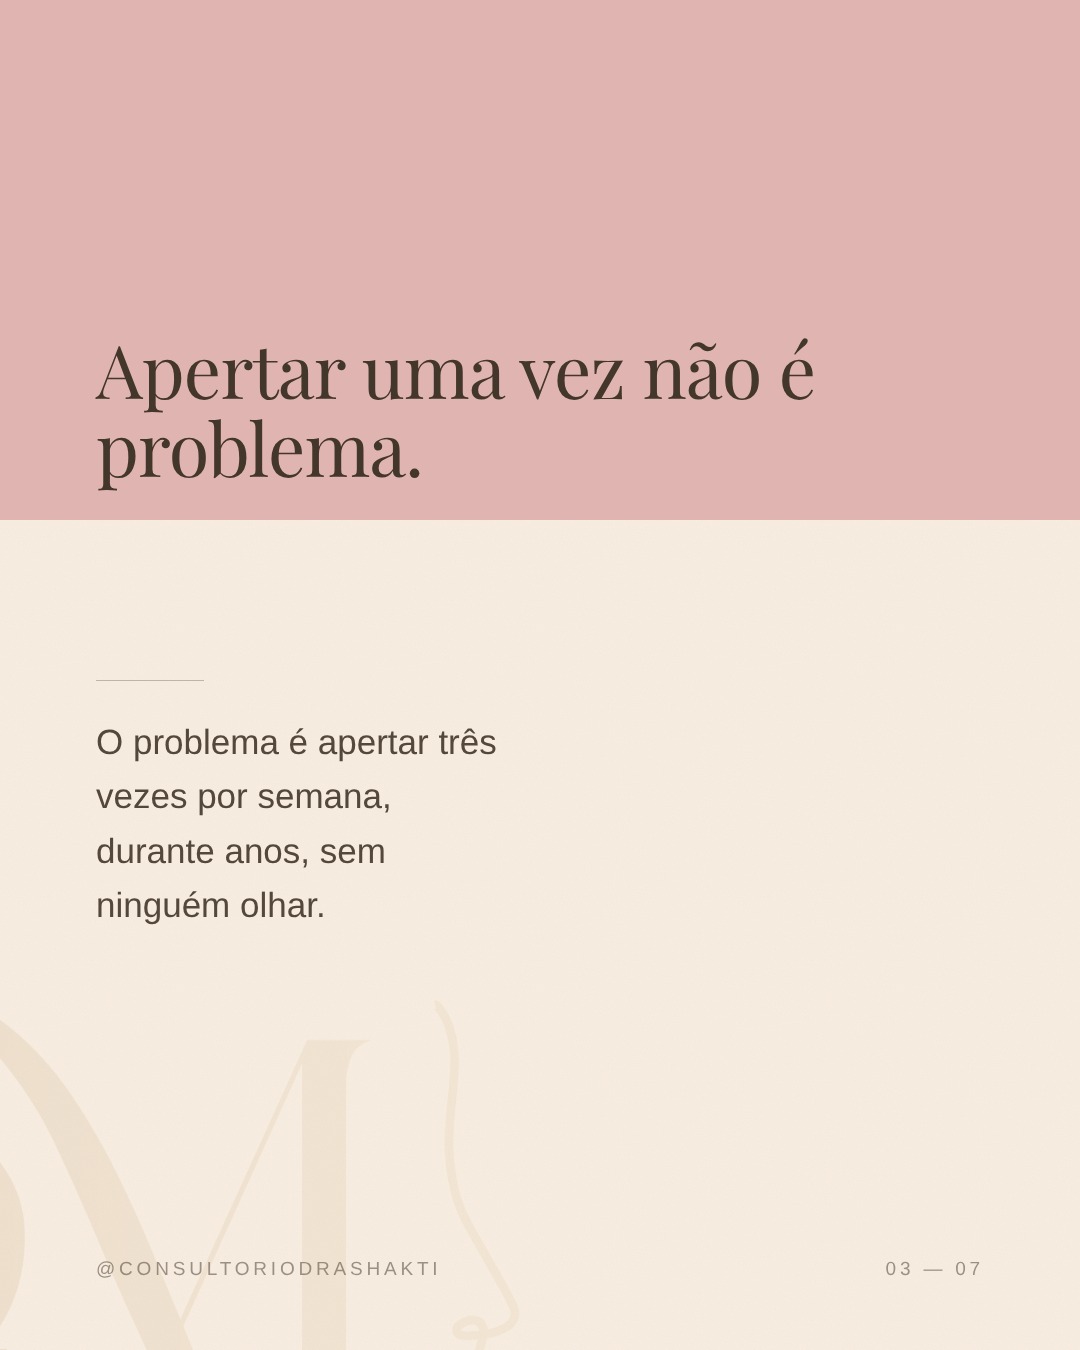 Apertar uma vez não é
problema.
O problema é apertar três
vezes por semana,
durante anos, sem
ninguém olhar.
@CONSULTORIODRASHAKTI
03 — 07